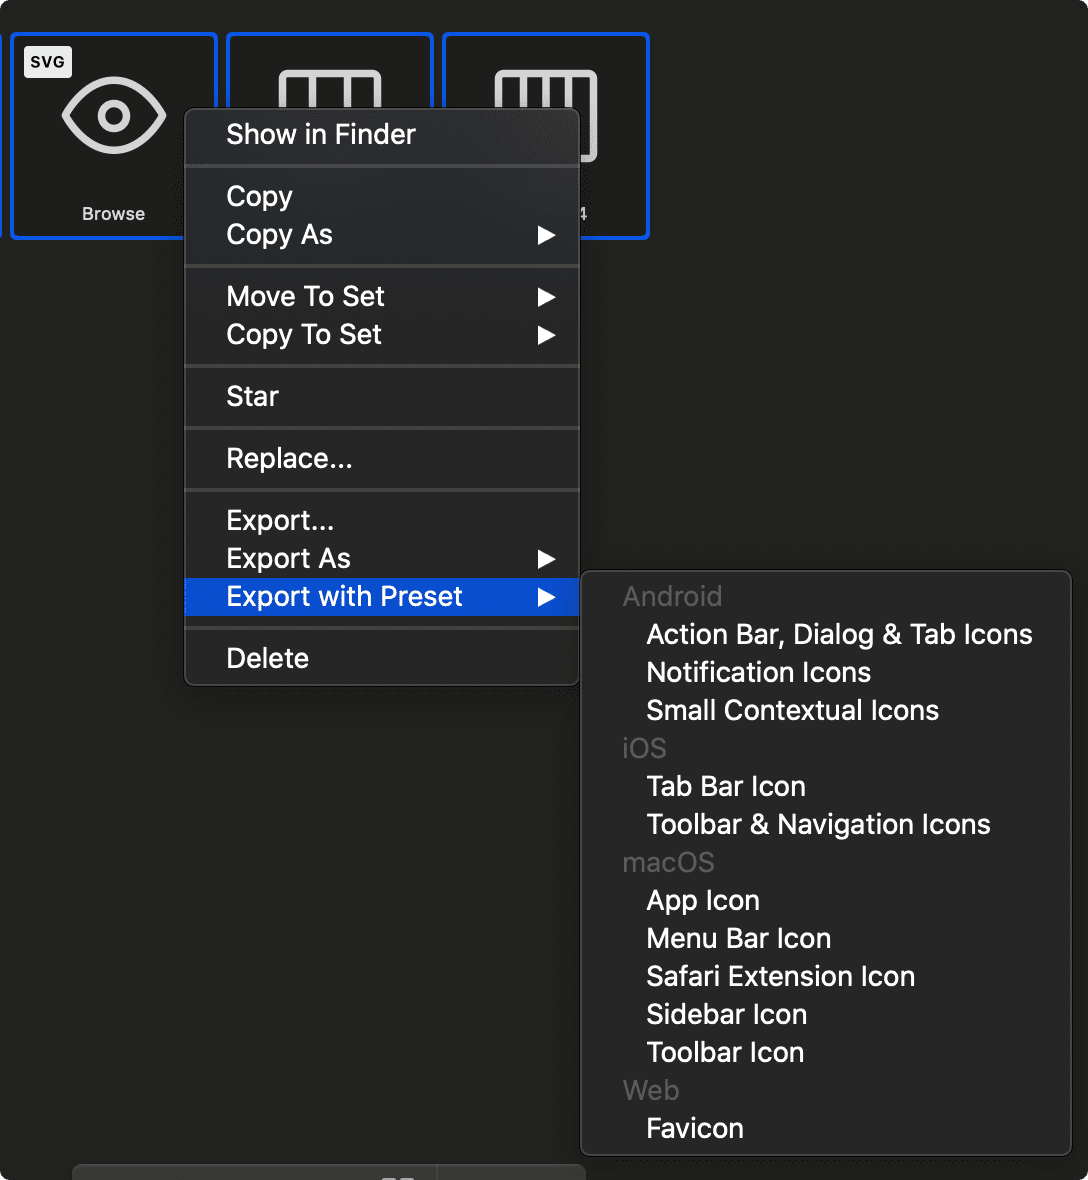 SVG
Browse
4
Show in Finder
Copy
Copy As
Move To Set
Copy To Set
Star
Replace...
Export...
Export As
Export with Preset
Delete
Android
Action Bar, Dialog & Tab Icons
Notification Icons
Small Contextual Icons
iOS
Tab Bar Icon
Toolbar & Navigation Icons
macOS
App Icon
Menu Bar Icon
Safari Extension Icon
Sidebar Icon
Toolbar Icon
Web
Favicon